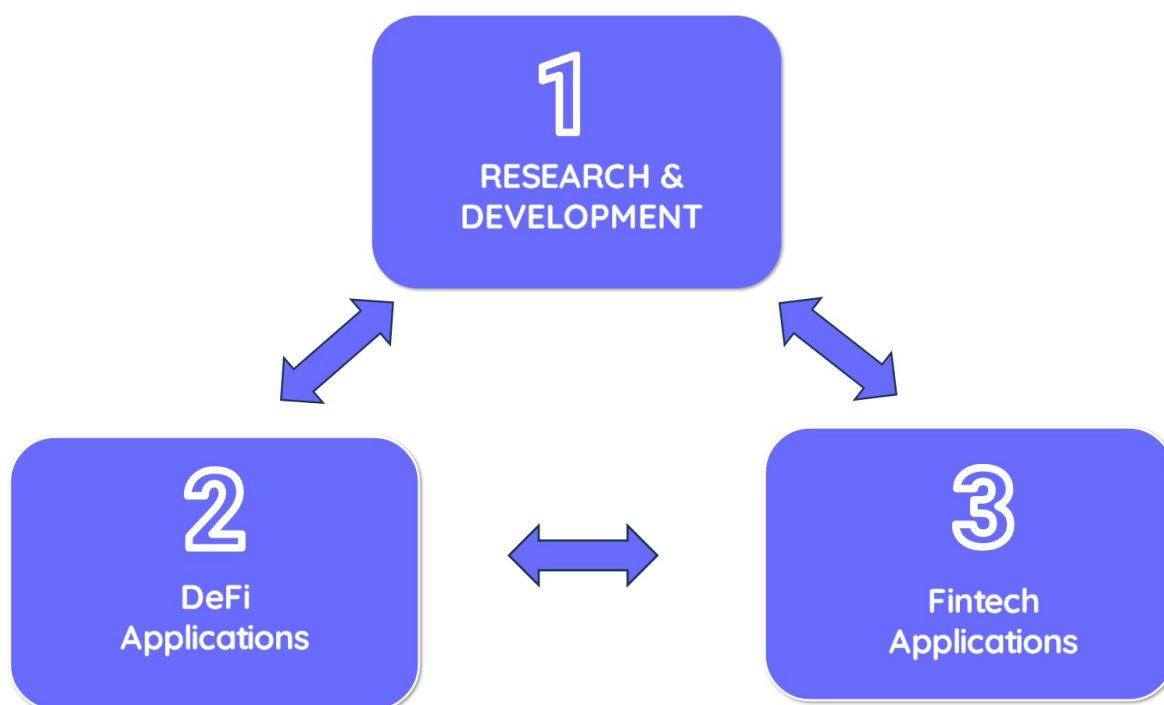 1
RESEARCH &
DEVELOPMENT
2
DeFi
Applications
3
Fintech
Applications